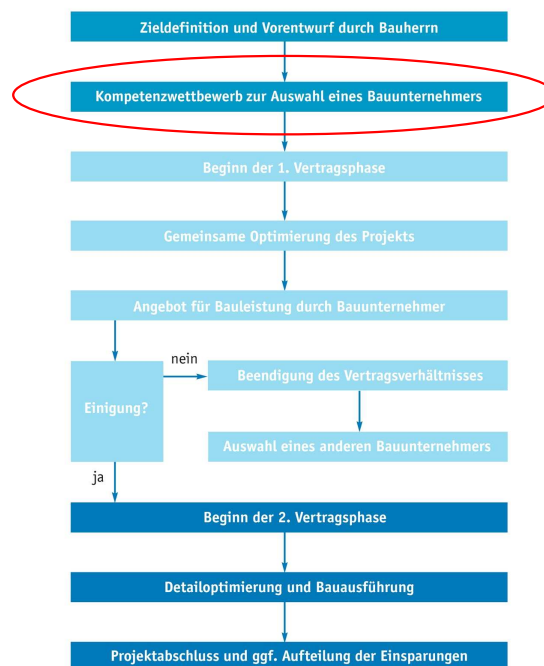 Zieldefinition und Vorentwurf durch Bauherrn
Kompetenzwettbewerb zur Auswahl eines Bauunternehmers
Beginn der 1. Vertragsphase
Gemeinsame Optimierung des Projekts
Angebot für Bauleistung durch Bauunternehmer
Einigung?
nein
Beendigung des Vertragsverhältnisses
Auswahl eines anderen Bauunternehmers
ja
Beginn der 2. Vertragsphase
Detailoptimierung und Bauausführung
Projektabschluss und ggf. Aufteilung der Einsparungen